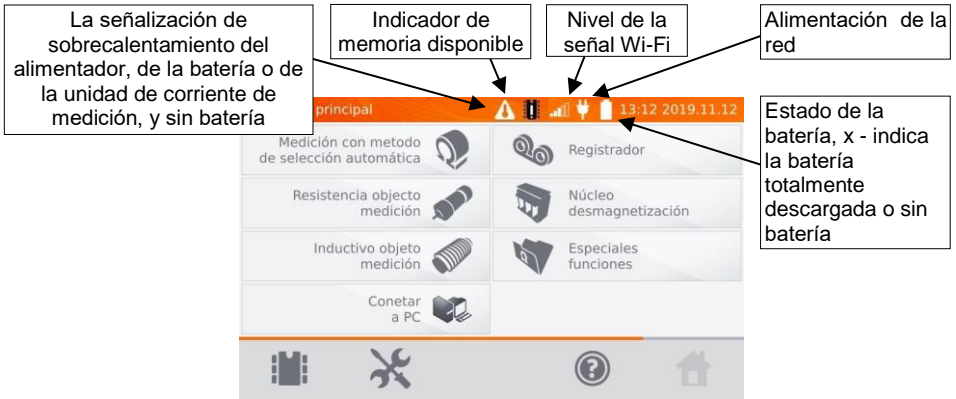 La señalización de
sobrecalentamiento del
alimentador, de la batería o de
la unidad de corriente de
medición, y sin batería
Indicador de
memoria disponible
Nivel de la
señal Wi-Fi
Alimentación de la
red
principal
13:12 2019.11.12
Estado de la
batería, x - indica
la batería
totalmente
descargada o sin
batería
Medición con metodo
de selección automática
Registrador
Resistencia objecto
medición
Núcleo
desmagnetización
Inductivo objeto
medición
Especiales
funciones
Conetar
a PC